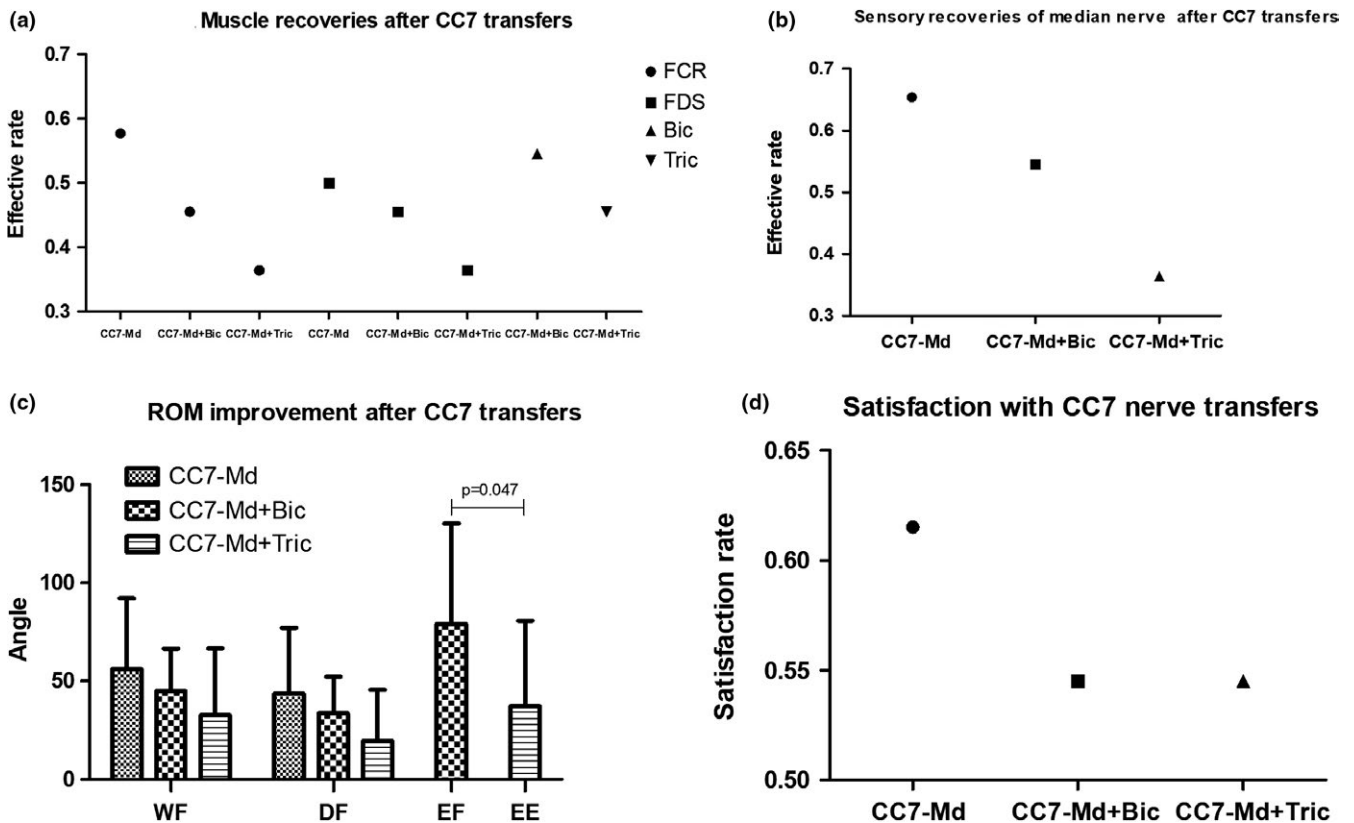 (a)
Muscle recoveries after CC7 transfers
Effective rate
0.7
0.6
0.5
0.4
0.3
CC7-Md
CC7-Md+Bic
CC7-Md+Tric
CC7-Md
CC7-Md+Bic
CC7-Md+Tric
CC7-Md+Bic
CC7-Md+Tric
FCR
FDS
Bic
Tric
(b)
Sensory recoveries of median nerve after CC7 transfers
Effective rate
0.7
0.6
0.5
0.4
0.3
CC7-Md
CC7-Md+Bic
CC7-Md+Tric
(c)
ROM improvement after CC7 transfers
CC7-Md
CC7-Md+Bic
CC7-Md+Tric
p=0.047
Angle
150
100
50
0
WF
DF
EF
EE
(d)
Satisfaction with CC7 nerve transfers
Satisfaction rate
0.65
0.60
0.55
0.50
CC7-Md
CC7-Md+Bic
CC7-Md+Tric